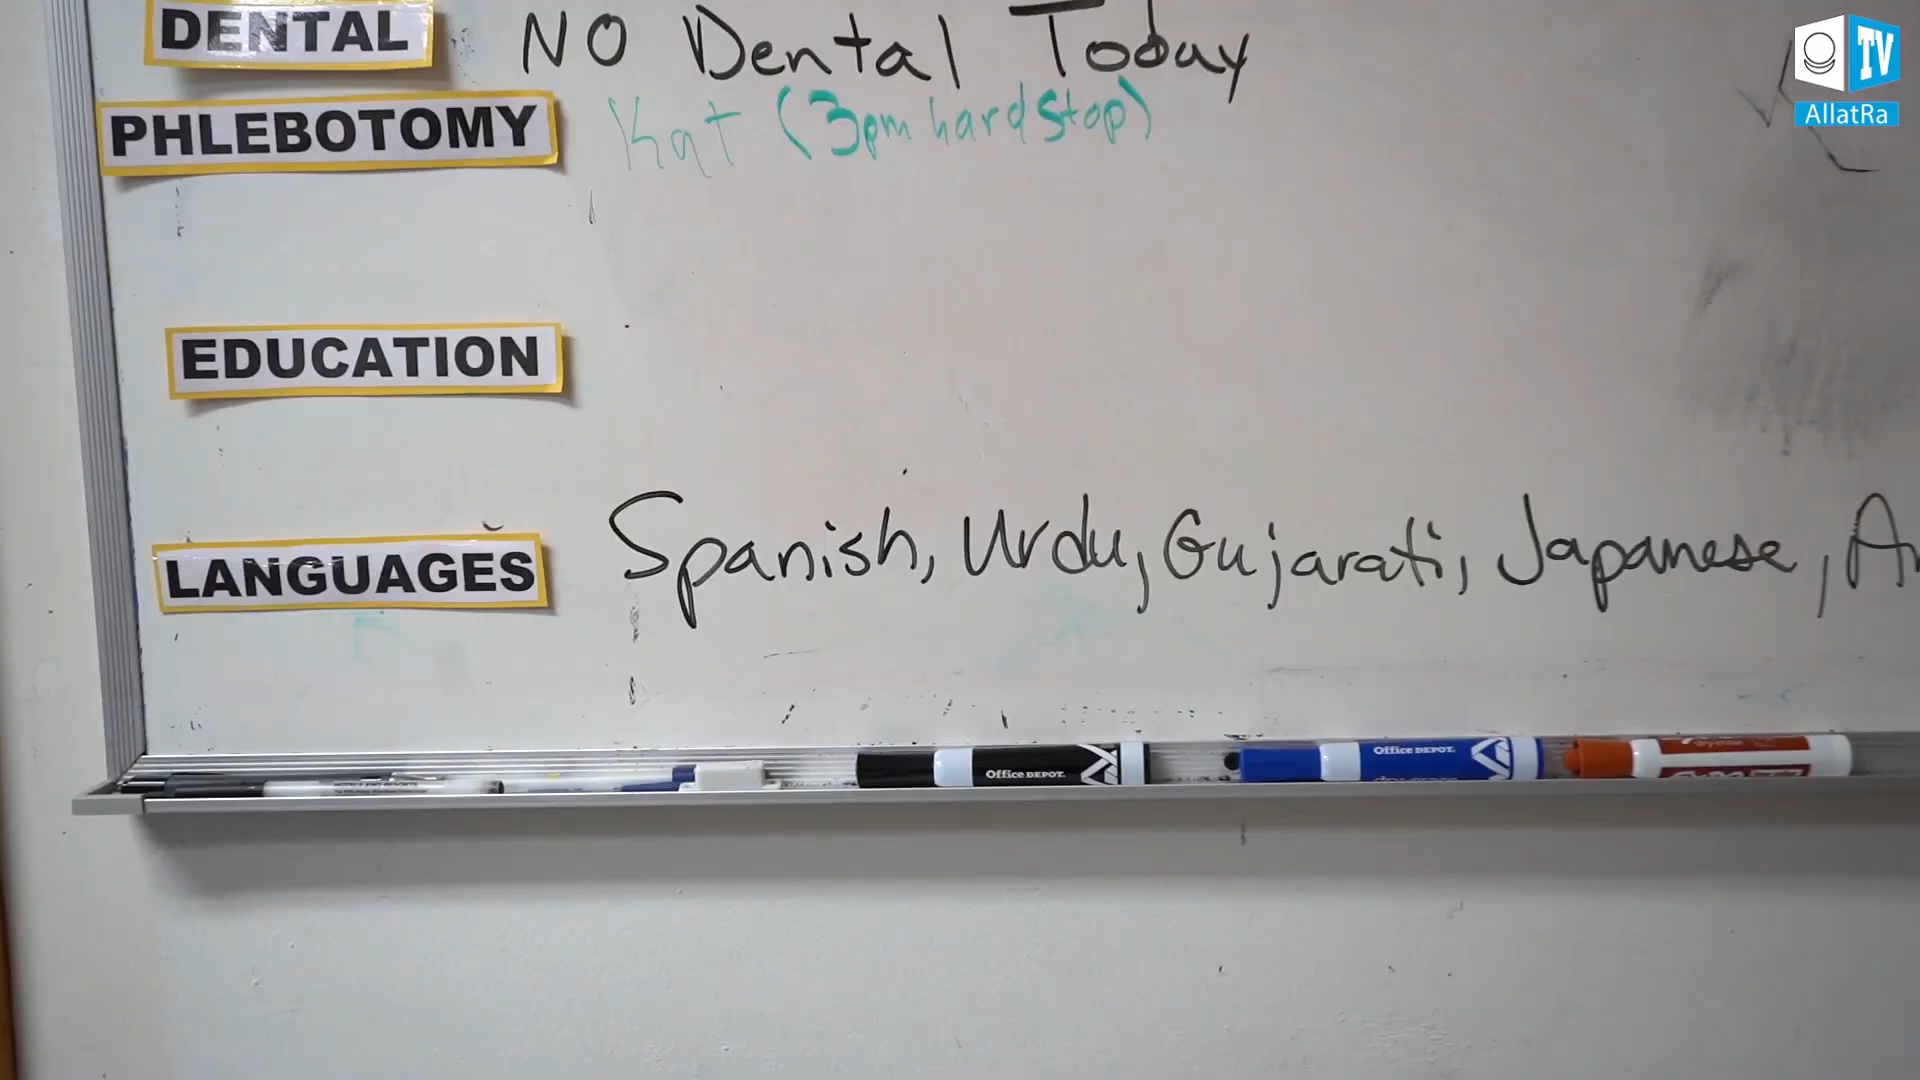 DENTAL NO Dental Today
PHLEBOTOMY Kat (3pm hard stop)
EDUCATION
LANGUAGES Spanish, Urdu, Gujarati, Japanese,
Office DEPOT. Office DEPOT.
TV
AllatRa